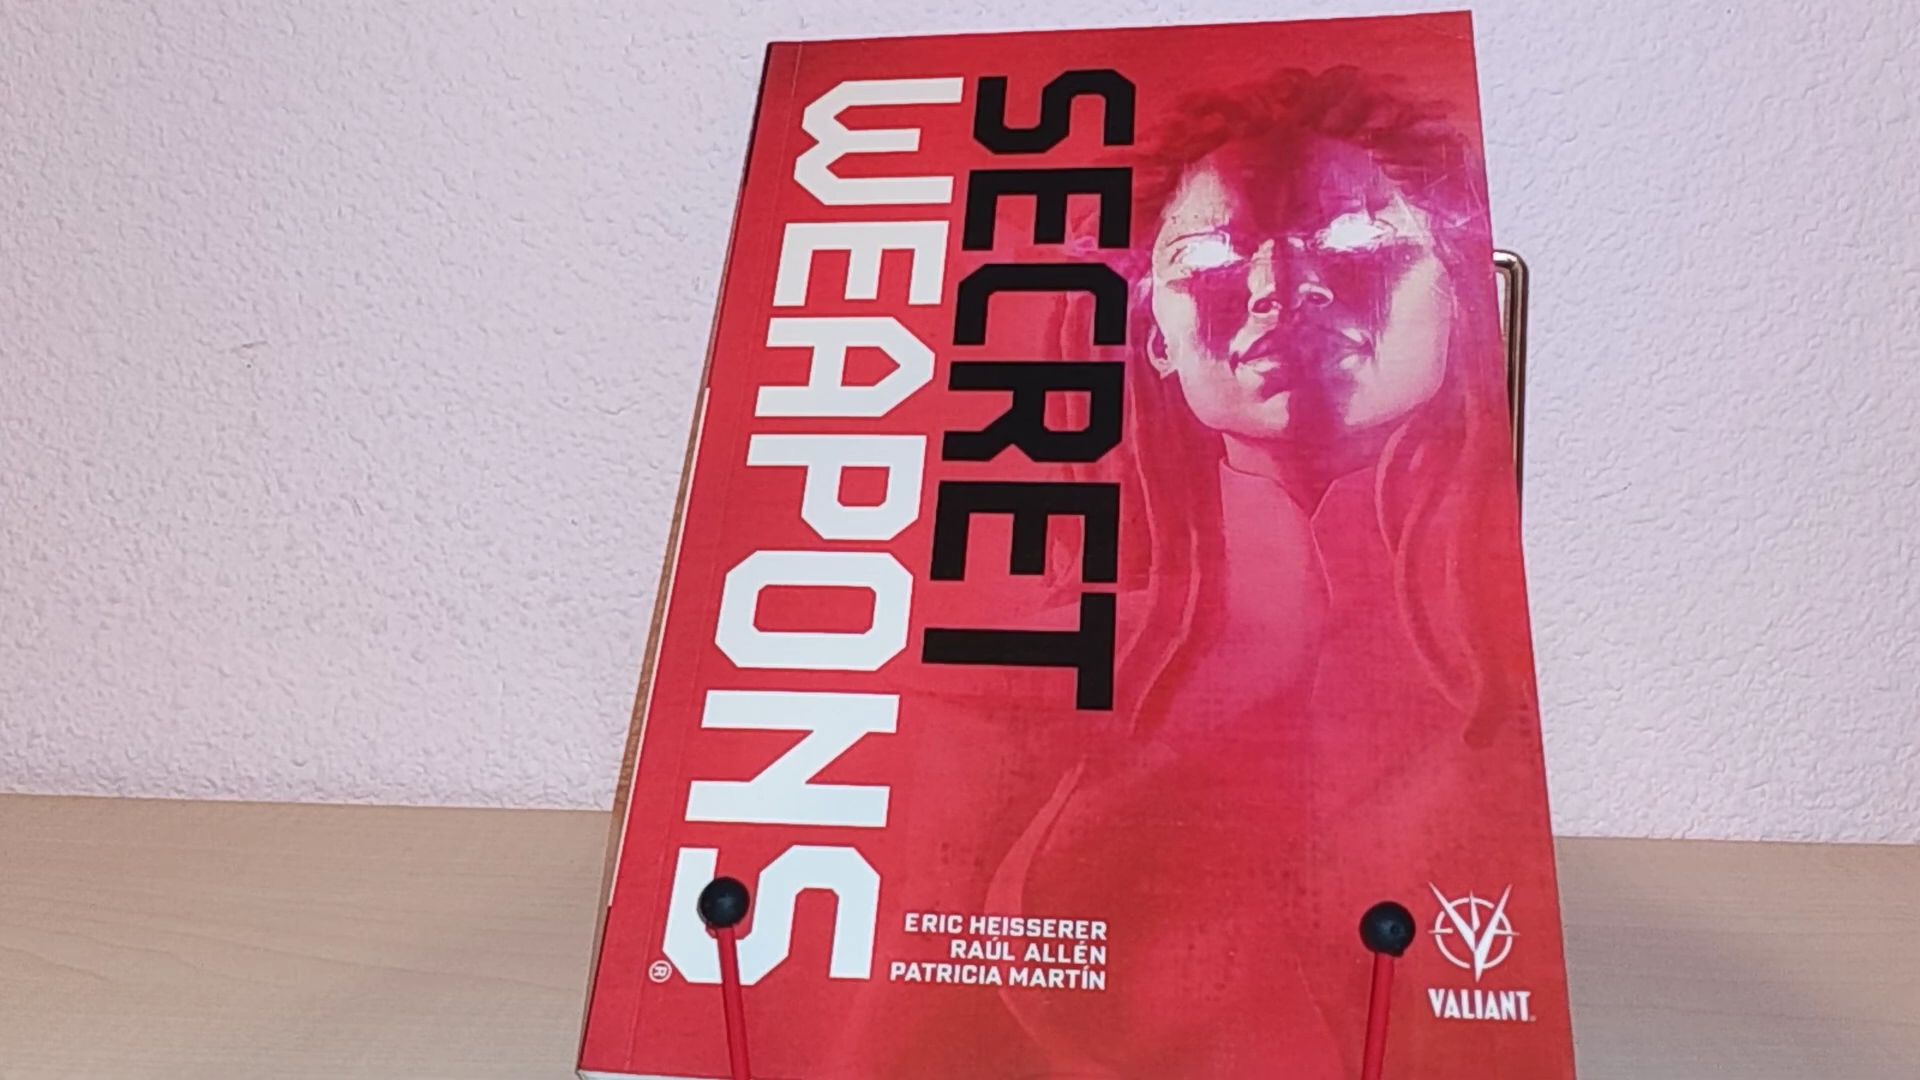 SECRET
WEAPONS®
ERIC HEISSERER
RAÚL ALLÉN
PATRICIA MARTÍN
VALIANT